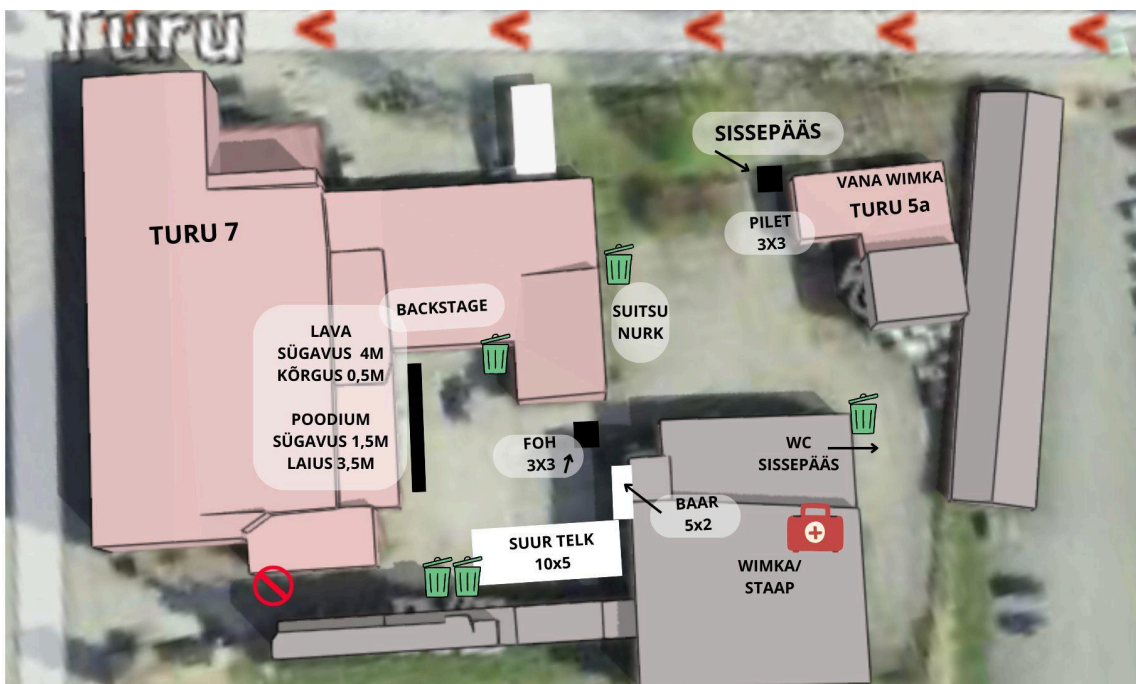 Turu
SISSEPÄÄS
VANA WIMKA
TURU 5a
PILET
3X3
TURU 7
BACKSTAGE
SUITSU
NURK
LAVA
SÜGAVUS 4M
KÕRGUS 0,5M
POODIUM
SÜGAVUS 1,5M
LAIUS 3,5M
FOH
3X3
WC
SISSEPÄÄS
BAAR
5x2
SUUR TELK
10x5
WIMKA/
STAAP